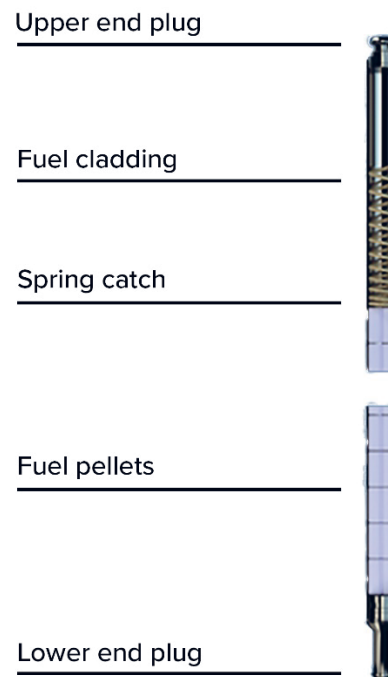 Upper end plug
Fuel cladding
Spring catch
Fuel pellets
Lower end plug